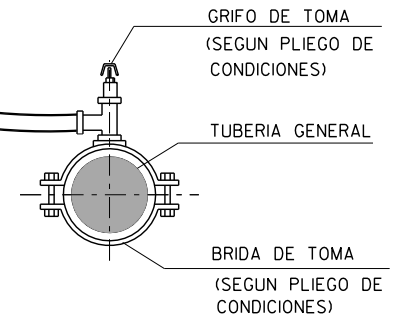 GRIFO DE TOMA
(SEGUN PLIEGO DE
CONDICIONES)
TUBERIA GENERAL
BRIDA DE TOMA
(SEGUN PLIEGO DE
CONDICIONES)